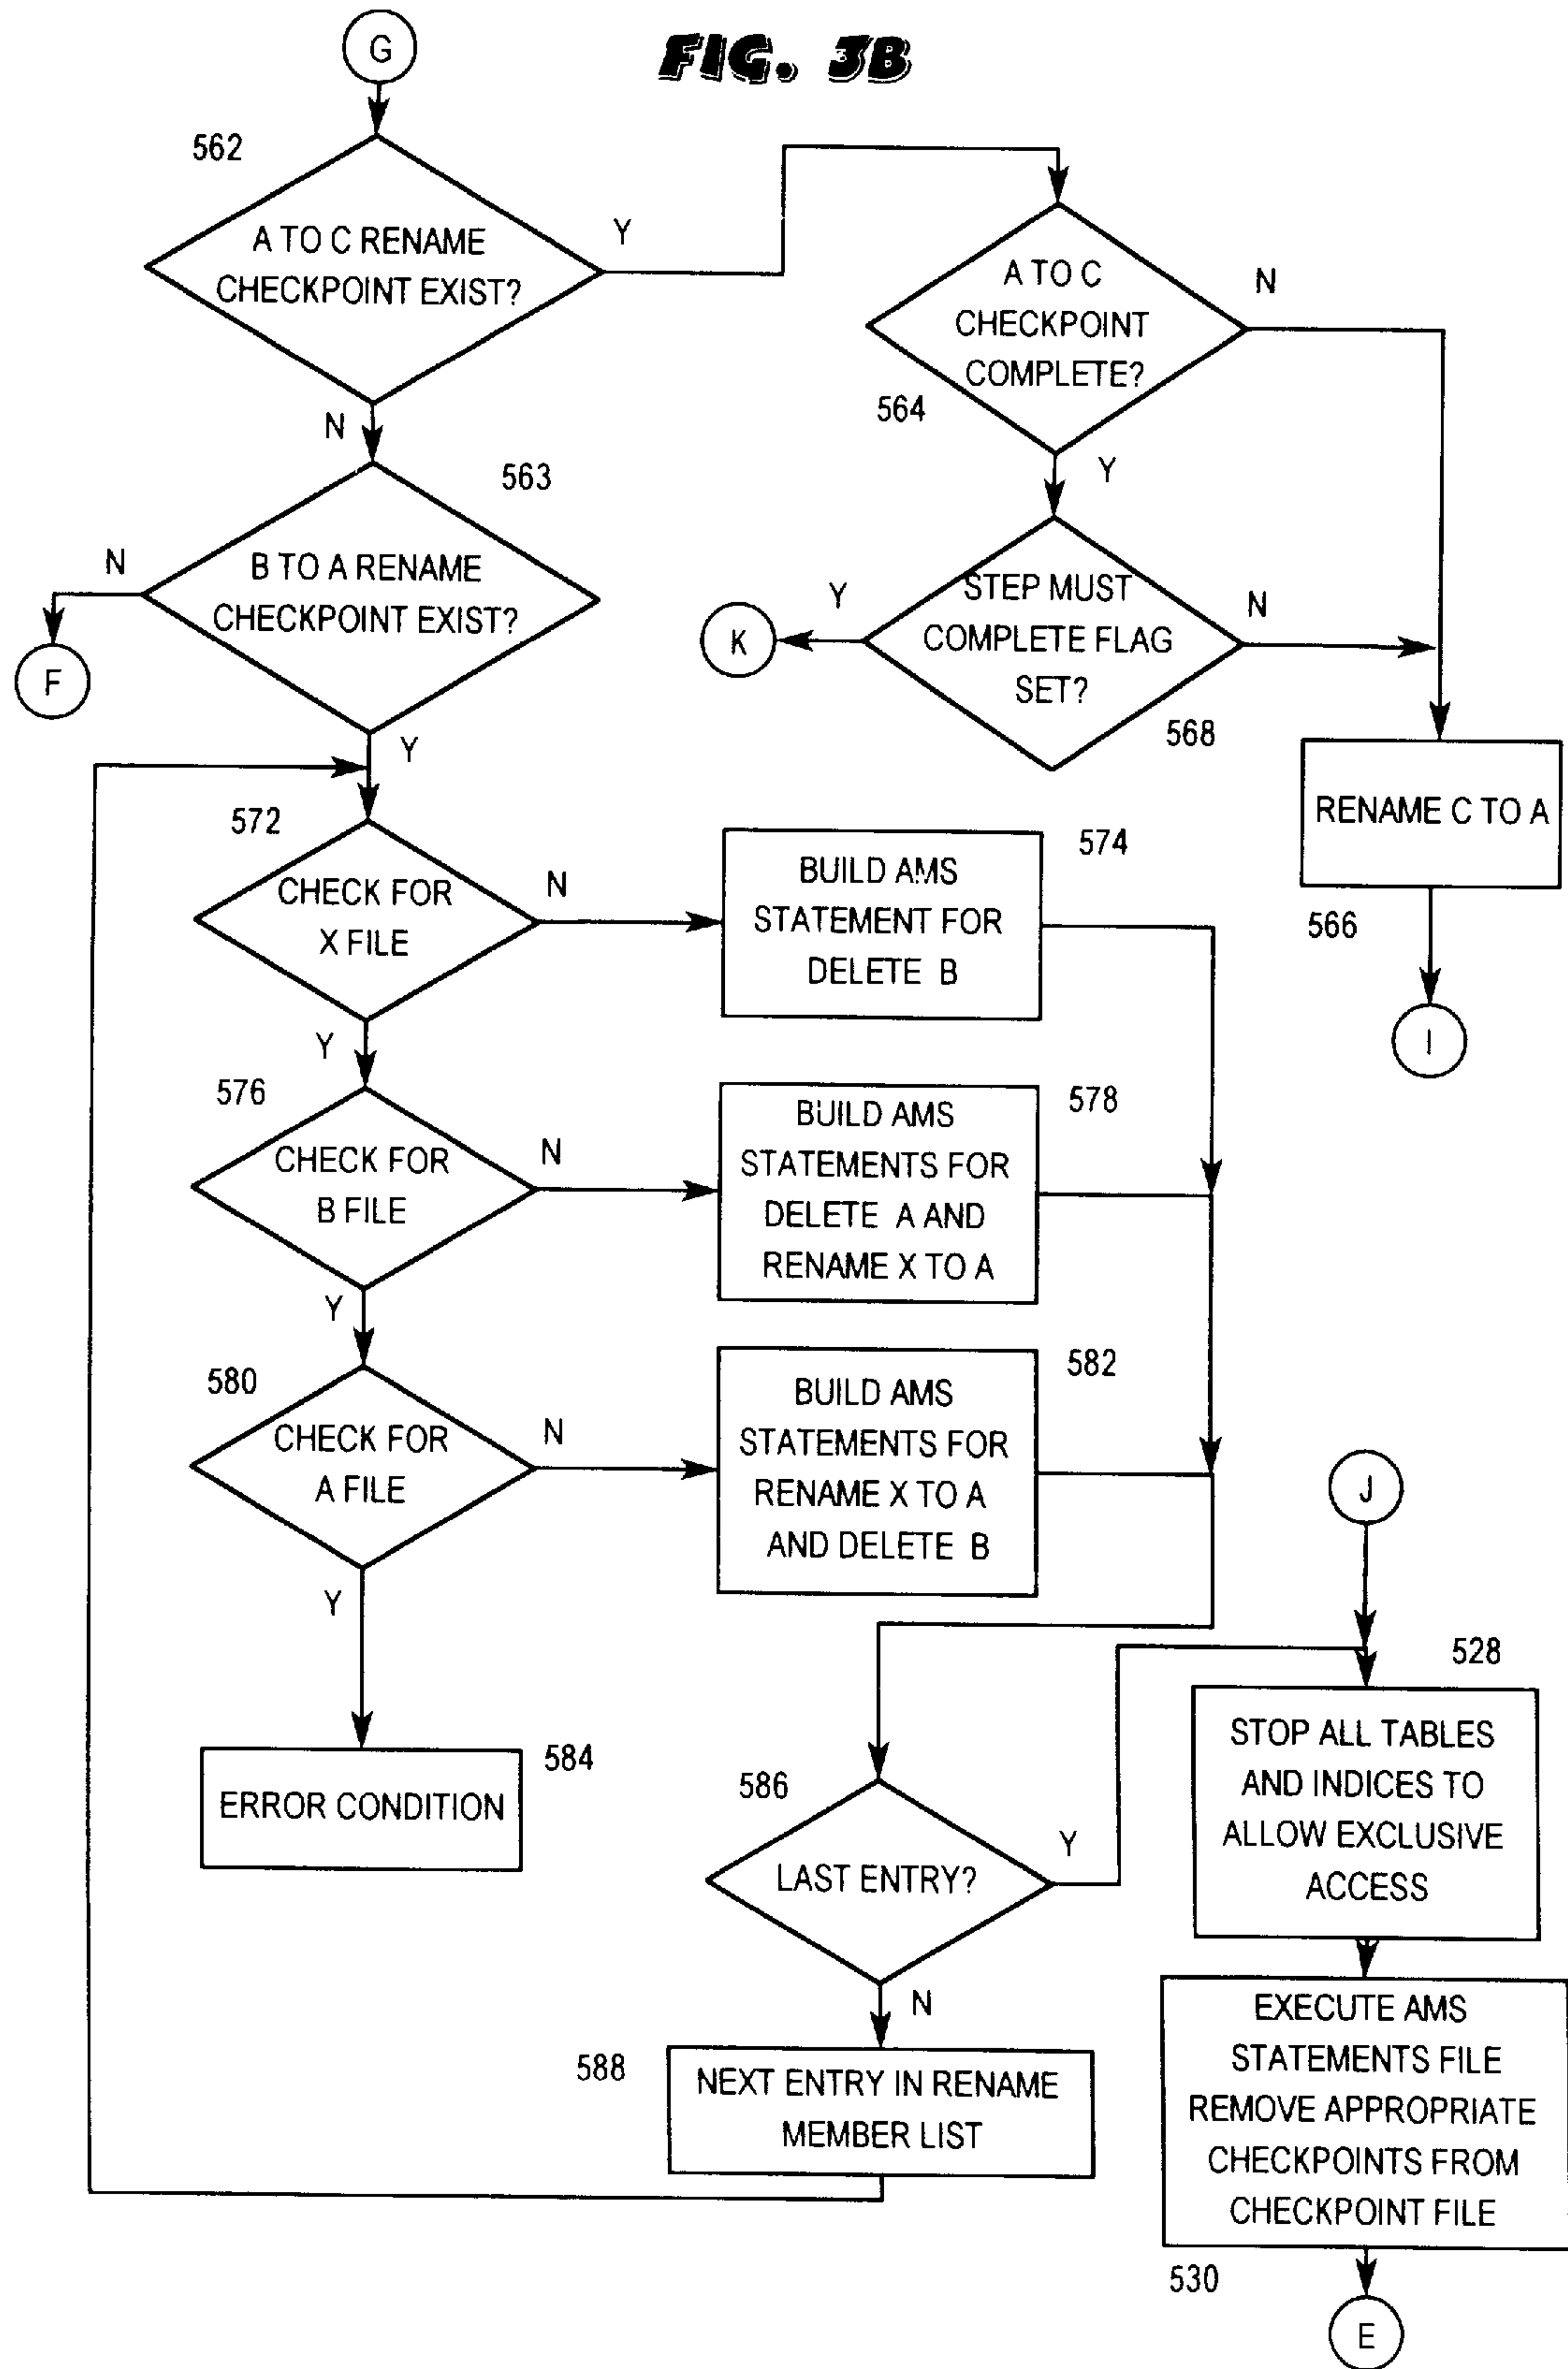 FIG. 3B
G
562
A TO C RENAME
CHECKPOINT EXIST?
Y
N
A TO C
CHECKPOINT
COMPLETE?
N
564
Y
563
B TO A RENAME
CHECKPOINT EXIST?
N
F
Y
STEP MUST
COMPLETE FLAG
SET?
Y
K
N
568
RENAME C TO A
566
I
572
CHECK FOR
X FILE
N
574
BUILD AMS
STATEMENT FOR
DELETE B
Y
576
CHECK FOR
B FILE
N
578
BUILD AMS
STATEMENTS FOR
DELETE A AND
RENAME X TO A
Y
580
CHECK FOR
A FILE
N
582
BUILD AMS
STATEMENTS FOR
RENAME X TO A
AND DELETE B
Y
584
ERROR CONDITION
J
528
STOP ALL TABLES
AND INDICES TO
ALLOW EXCLUSIVE
ACCESS
586
LAST ENTRY?
Y
N
588
NEXT ENTRY IN RENAME
MEMBER LIST
EXECUTE AMS
STATEMENTS FILE
REMOVE APPROPRIATE
CHECKPOINTS FROM
CHECKPOINT FILE
530
E